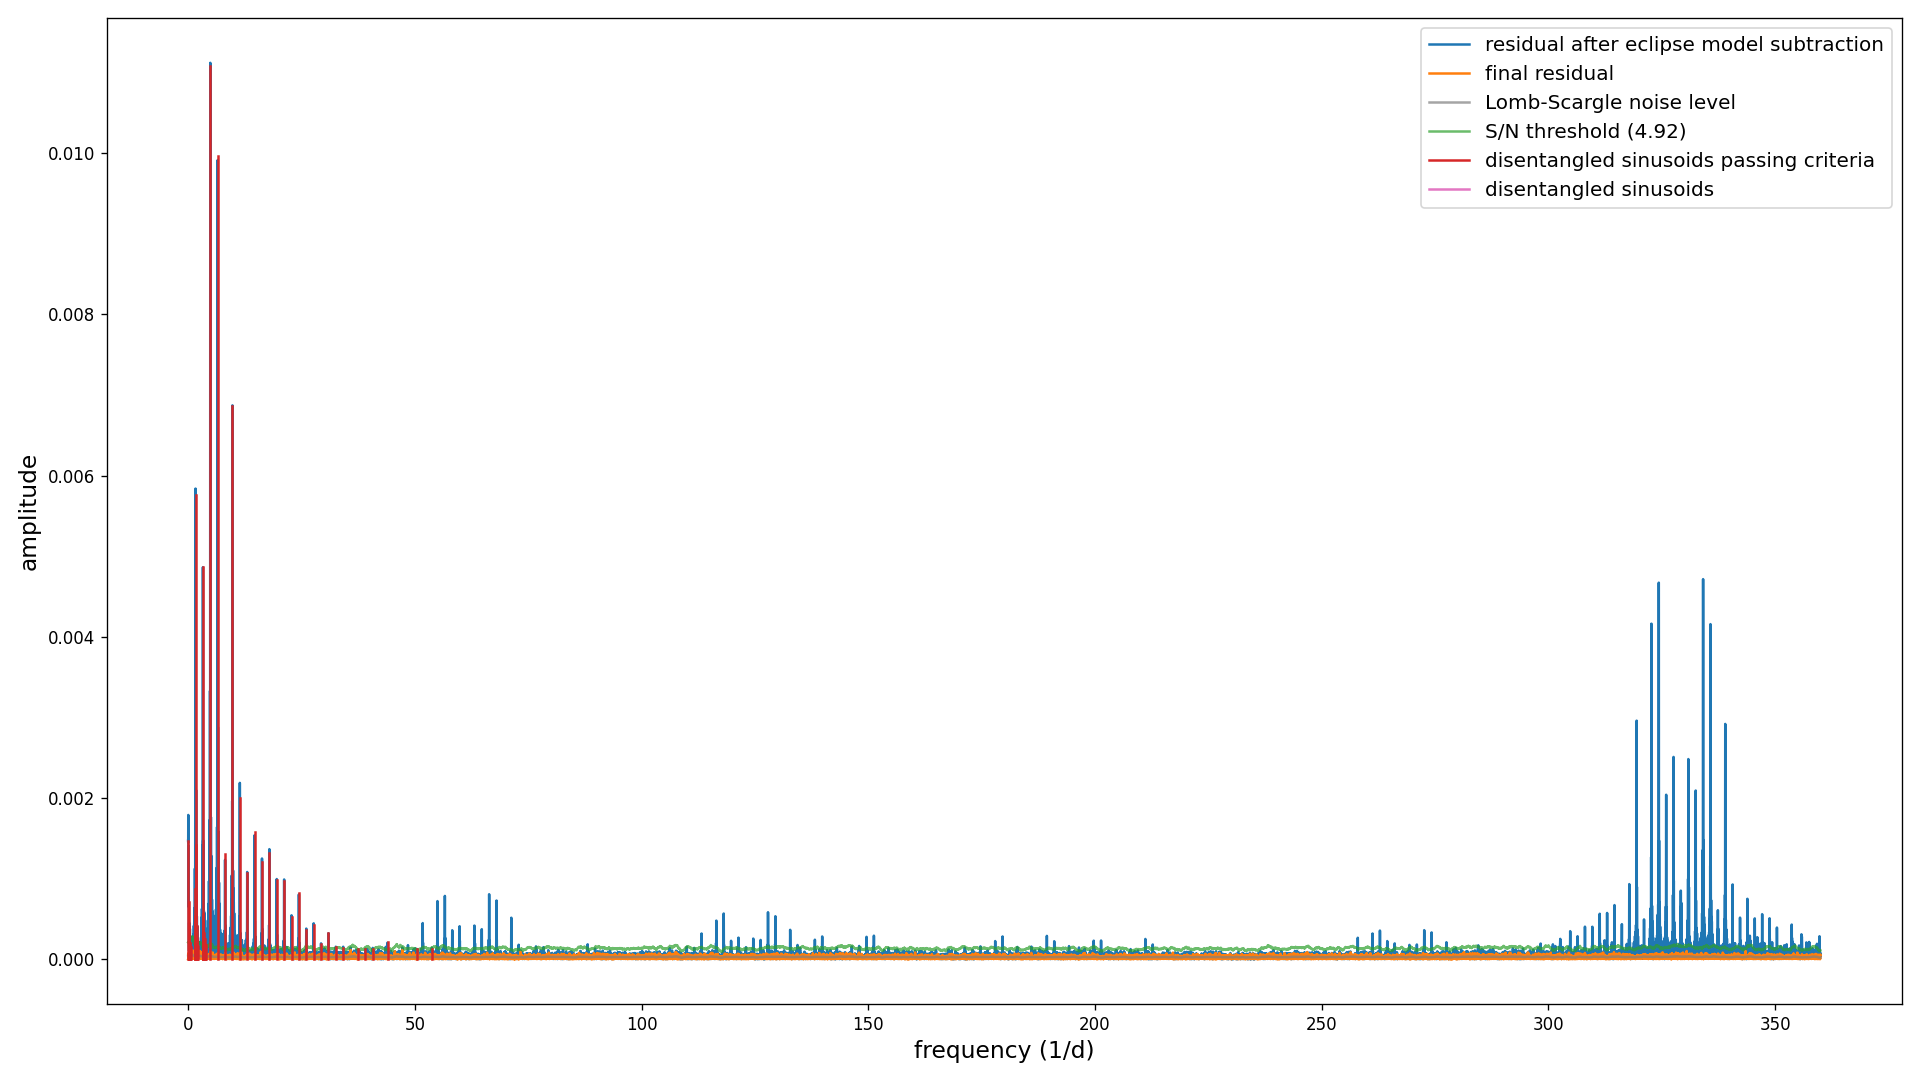 residual after eclipse model subtraction
final residual
Lomb-Scargle noise level
S/N threshold (4.92)
disentangled sinusoids passing criteria
disentangled sinusoids
amplitude
0.010
0.008
0.006
0.004
0.002
0.000
0 50 100 150 200 250 300 350
frequency (1/d)